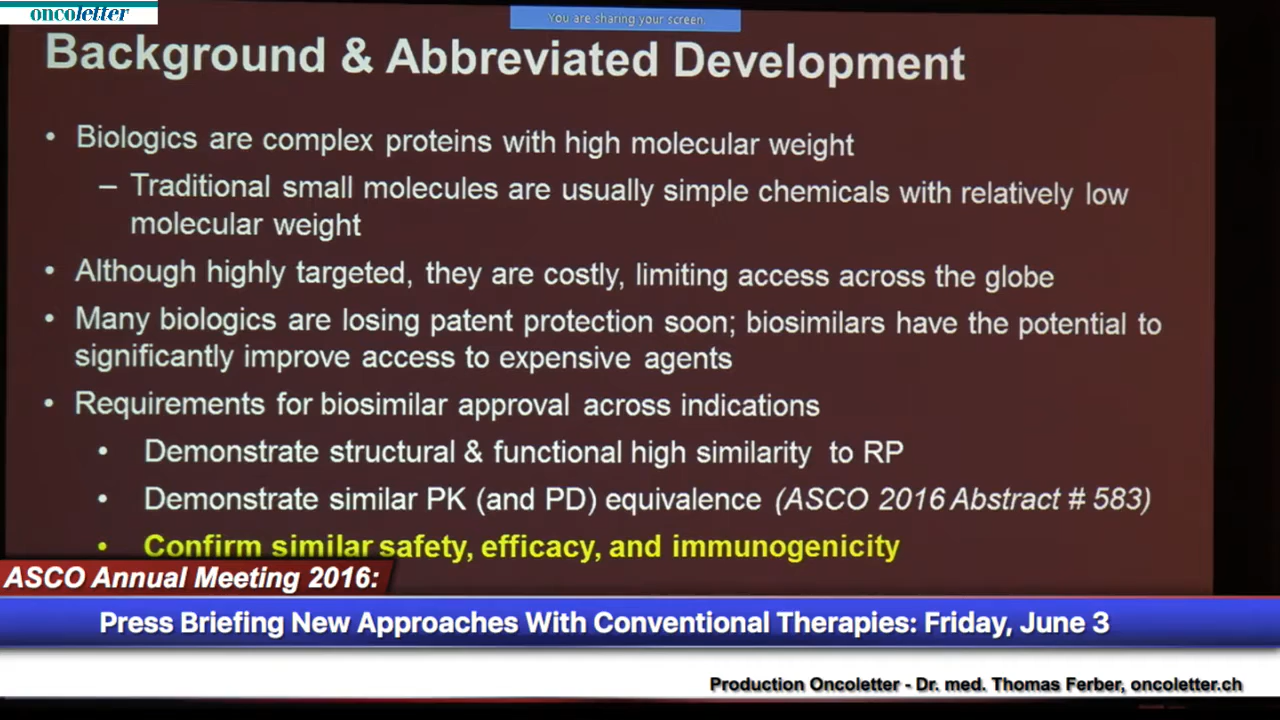 oncoletter
You are sharing your screen.
Background & Abbreviated Development
• Biologics are complex proteins with high molecular weight
– Traditional small molecules are usually simple chemicals with relatively low
molecular weight
• Although highly targeted, they are costly, limiting access across the globe
• Many biologics are losing patent protection soon; biosimilars have the potential to
significantly improve access to expensive agents
• Requirements for biosimilar approval across indications
• Demonstrate structural & functional high similarity to RP
• Demonstrate similar PK (and PD) equivalence (ASCO 2016 Abstract # 583)
• Confirm similar safety, efficacy, and immunogenicity
ASCO Annual Meeting 2016:
Press Briefing New Approaches With Conventional Therapies: Friday, June 3
Production Oncoletter - Dr. med. Thomas Ferber, oncoletter.ch